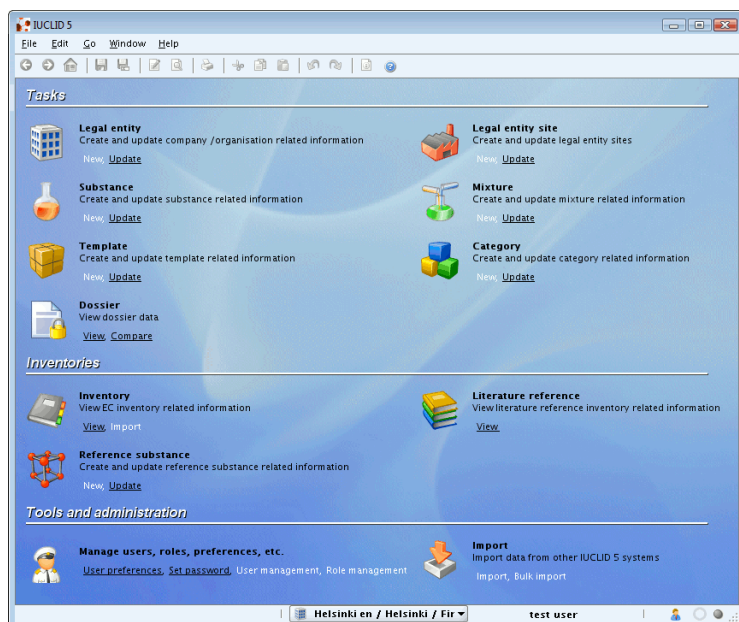 IUCLID 5
File Edit Go Window Help
Tasks
Legal entity
Create and update company /organisation related information
New, Update
Legal entity site
Create and update legal entity sites
New, Update
Substance
Create and update substance related information
New, Update
Mixture
Create and update mixture related information
New, Update
Template
Create and update template related information
New, Update
Category
Create and update category related information
New, Update
Dossier
View dossier data
View, Compare
Inventories
Inventory
View EC inventory related information
View, Import
Literature reference
View literature reference inventory related information
View
Reference substance
Create and update reference substance related information
New, Update
Tools and administration
Manage users, roles, preferences, etc.
User preferences, Set password, User management, Role management
Import
Import data from other IUCLID 5 systems
Import, Bulk import
Helsinki en / Helsinki / Fir
test user